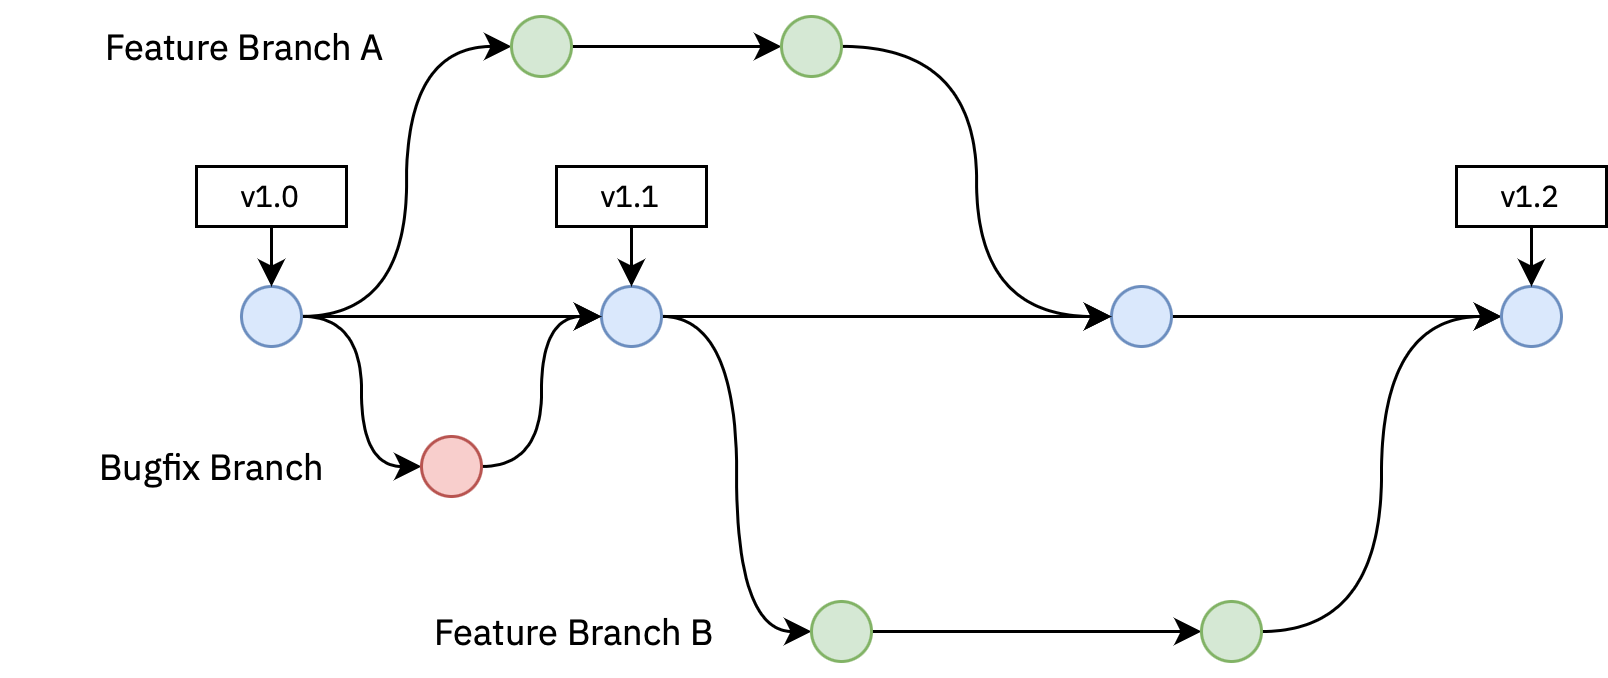 Feature Branch A
v1.0
v1.1
v1.2
Bugfix Branch
Feature Branch B